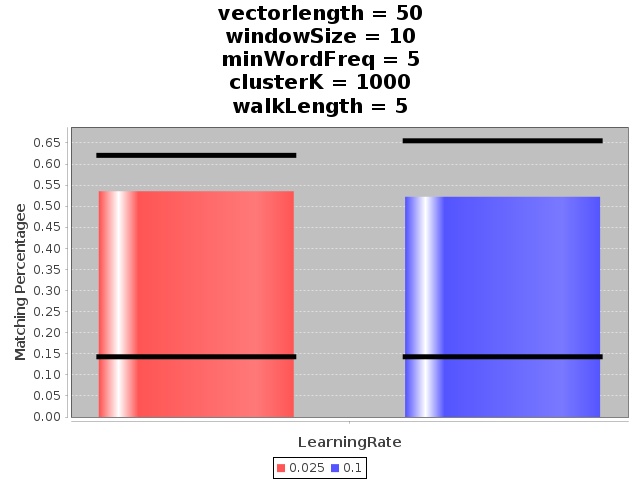 vectorlength = 50
windowSize = 10
minWordFreq = 5
clusterK = 1000
walkLength = 5
0.65
0.60
0.55
0.50
0.45
0.40
0.35
0.30
0.25
0.20
0.15
0.10
0.05
0.00
Matching Percentagee
LearningRate
0.025 0.1